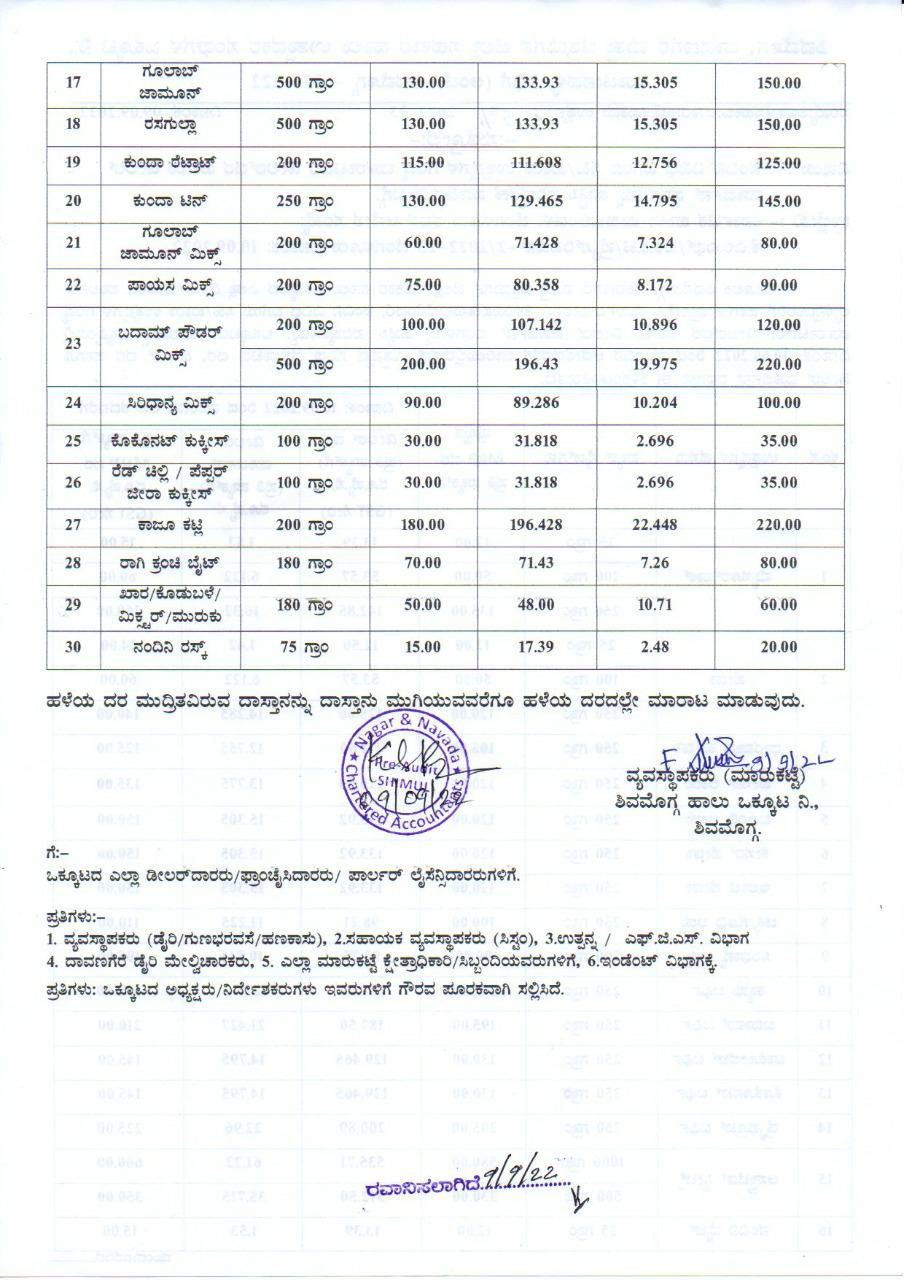 17 ಗೂಲಾಬ್ ಜಾಮೂನ್ 500 ಗ್ರಾಂ 130.00 133.93 15.305 150.00
18 ರಸಗುಲ್ಲಾ 500 ಗ್ರಾಂ 130.00 133.93 15.305 150.00
19 ಕುಂದಾ ರೆಟ್ರಾಟ್ 200 ಗ್ರಾಂ 115.00 111.608 12.756 125.00
20 ಕುಂದಾ ಟಿನ್ 250 ಗ್ರಾಂ 130.00 129.465 14.795 145.00
21 ಗೂಲಾಬ್ ಜಾಮೂನ್ ಮಿಕ್ಸ್ 200 ಗ್ರಾಂ 60.00 71.428 7.324 80.00
22 ಪಾಯಸ ಮಿಕ್ಸ್ 200 ಗ್ರಾಂ 75.00 80.358 8.172 90.00
23 ಬದಾಮ್ ಪೌಡರ್ ಮಿಕ್ಸ್ 200 ಗ್ರಾಂ 100.00 107.142 10.896 120.00
500 ಗ್ರಾಂ 200.00 196.43 19.975 220.00
24 ಸಿರಿಧಾನ್ಯ ಮಿಕ್ಸ್ 200 ಗ್ರಾಂ 90.00 89.286 10.204 100.00
25 ಕೊಕೊನಟ್ ಕುಕ್ಕೀಸ್ 100 ಗ್ರಾಂ 30.00 31.818 2.696 35.00
26 ರೆಡ್ ಚಿಲ್ಲಿ / ಪೆಪ್ಪರ್ ಜೀರಾ ಕುಕ್ಕೀಸ್ 100 ಗ್ರಾಂ 30.00 31.818 2.696 35.00
27 ಕಾಜೂ ಕಟ್ಲಿ 200 ಗ್ರಾಂ 180.00 196.428 22.448 220.00
28 ರಾಗಿ ಕ್ರಂಚಿ ಬೈಟ್ 180 ಗ್ರಾಂ 70.00 71.43 7.26 80.00
29 ಖಾರ/ಕೊಡುಬಳೆ/ ಮಿಕ್ಸ್ಚರ್/ಮುರುಕು 180 ಗ್ರಾಂ 50.00 48.00 10.71 60.00
30 ನಂದಿನಿ ರಸ್ಕ್ 75 ಗ್ರಾಂ 15.00 17.39 2.48 20.00
ಹಳೆಯ ದರ ಮುದ್ರಿತವಿರುವ ದಾಸ್ತಾನನ್ನು ದಾಸ್ತಾನು ಮುಗಿಯುವವರೆಗೂ ಹಳೆಯ ದರದಲ್ಲೇ ಮಾರಾಟ ಮಾಡುವುದು.
Nagar & Navada
Pre-Audit
SIHMUL
09/09/22
Chartered Accountants
9/9/22
ವ್ಯವಸ್ಥಾಪಕರು (ಮಾರುಕಟ್ಟೆ)
ಶಿವಮೊಗ್ಗ ಹಾಲು ಒಕ್ಕೂಟ ನಿ.,
ಶಿವಮೊಗ್ಗ.
ಗೆ:–
ಒಕ್ಕೂಟದ ಎಲ್ಲಾ ಡೀಲರ್‌ದಾರರು/ಫ್ರಾಂಚೈಸಿದಾರರು/ ಪಾರ್ಲರ್ ಲೈಸೆನ್ಸಿದಾರರುಗಳಿಗೆ.
ಪ್ರತಿಗಳು:–
1. ವ್ಯವಸ್ಥಾಪಕರು (ಡೈರಿ/ಗುಣಭರವಸೆ/ಹಣಕಾಸು), 2.ಸಹಾಯಕ ವ್ಯವಸ್ಥಾಪಕರು (ಸಿಸ್ಟಂ), 3.ಉತ್ಪನ್ನ / ಎಫ್.ಜಿ.ಎಸ್. ವಿಭಾಗ
4. ದಾವಣಗೆರೆ ಡೈರಿ ಮೇಲ್ವಿಚಾರಕರು, 5. ಎಲ್ಲಾ ಮಾರುಕಟ್ಟೆ ಕ್ಷೇತ್ರಾಧಿಕಾರಿ/ಸಿಬ್ಬಂದಿಯವರುಗಳಿಗೆ, 6.ಇಂಡೆಂಟ್ ವಿಭಾಗಕ್ಕೆ.
ಪ್ರತಿಗಳು: ಒಕ್ಕೂಟದ ಅಧ್ಯಕ್ಷರು/ನಿರ್ದೇಶಕರುಗಳು ಇವರುಗಳಿಗೆ ಗೌರವ ಪೂರಕವಾಗಿ ಸಲ್ಲಿಸಿದೆ.
ರವಾನಿಸಲಾಗಿದೆ 9/9/22